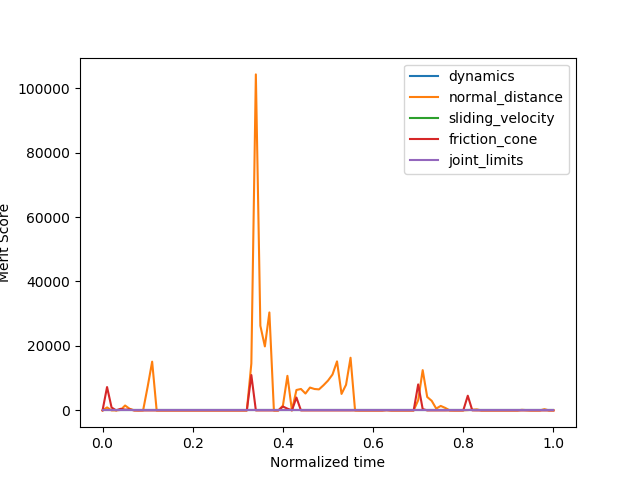 dynamics
normal_distance
sliding_velocity
friction_cone
joint_limits
100000
80000
60000
40000
20000
0
Merit Score
0.0 0.2 0.4 0.6 0.8 1.0
Normalized time